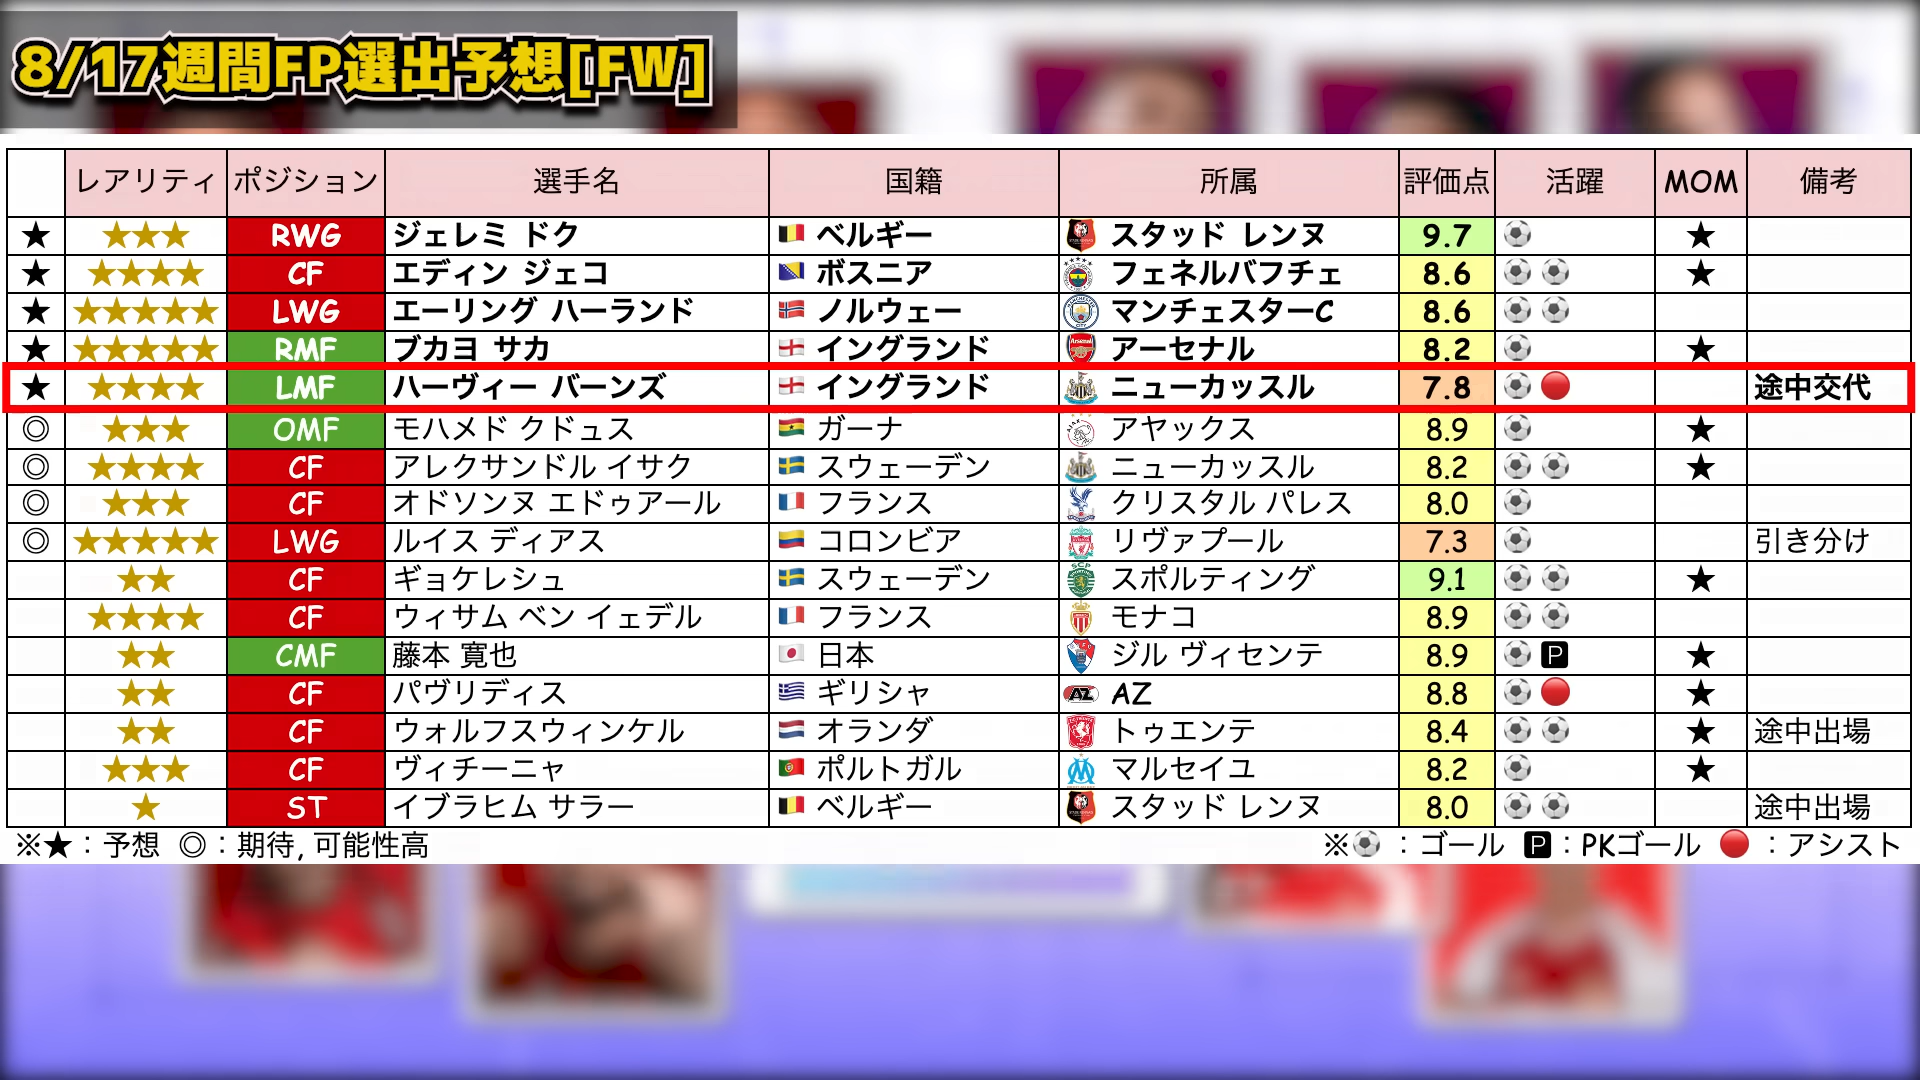 8/17週間FP選出予想[FW]
レアリティ ポジション 選手名 国籍 所属 評価点 活躍 MOM 備考
★ ★★★ RWG ジェレミ ドク ベルギー スタッド レンヌ 9.7 ⚽ ★
★ ★★★★ CF エディン ジェコ ボスニア フェネルバフチェ 8.6 ⚽ ⚽ ★
★ ★★★★★ LWG エーリング ハーランド ノルウェー マンチェスターC 8.6 ⚽ ⚽
★ ★★★★★ RMF ブカヨ サカ イングランド アーセナル 8.2 ⚽ ★
★ ★★★★ LMF ハーヴィー バーンズ イングランド ニューカッスル 7.8 ⚽ 🔴 途中交代
◎ ★★★ OMF モハメド クドュス ガーナ アヤックス 8.9 ⚽ ★
◎ ★★★★ CF アレクサンドル イサク スウェーデン ニューカッスル 8.2 ⚽ ⚽ ★
◎ ★★★ CF オドソンヌ エドゥアール フランス クリスタル パレス 8.0 ⚽
◎ ★★★★★ LWG ルイス ディアス コロンビア リヴァプール 7.3 ⚽ 引き分け
★★ CF ギョケレシュ スウェーデン スポルティング 9.1 ⚽ ⚽ ★
★★★★ CF ウィサム ベン イェデル フランス モナコ 8.9 ⚽ ⚽
★★ CMF 藤本 寛也 日本 ジル ヴィセンテ 8.9 ⚽ 🅿 ★
★★ CF パヴリディス ギリシャ AZ 8.8 ⚽ 🔴 ★
★★ CF ウォルフスウィンケル オランダ トゥエンテ 8.4 ⚽ ⚽ ★ 途中出場
★★★ CF ヴィチーニャ ポルトガル マルセイユ 8.2 ⚽ ★
★ ST イブラヒム サラー ベルギー スタッド レンヌ 8.0 ⚽ ⚽ 途中出場
※★：予想 ◎：期待, 可能性高 ※⚽：ゴール 🅿：PKゴール 🔴：アシスト